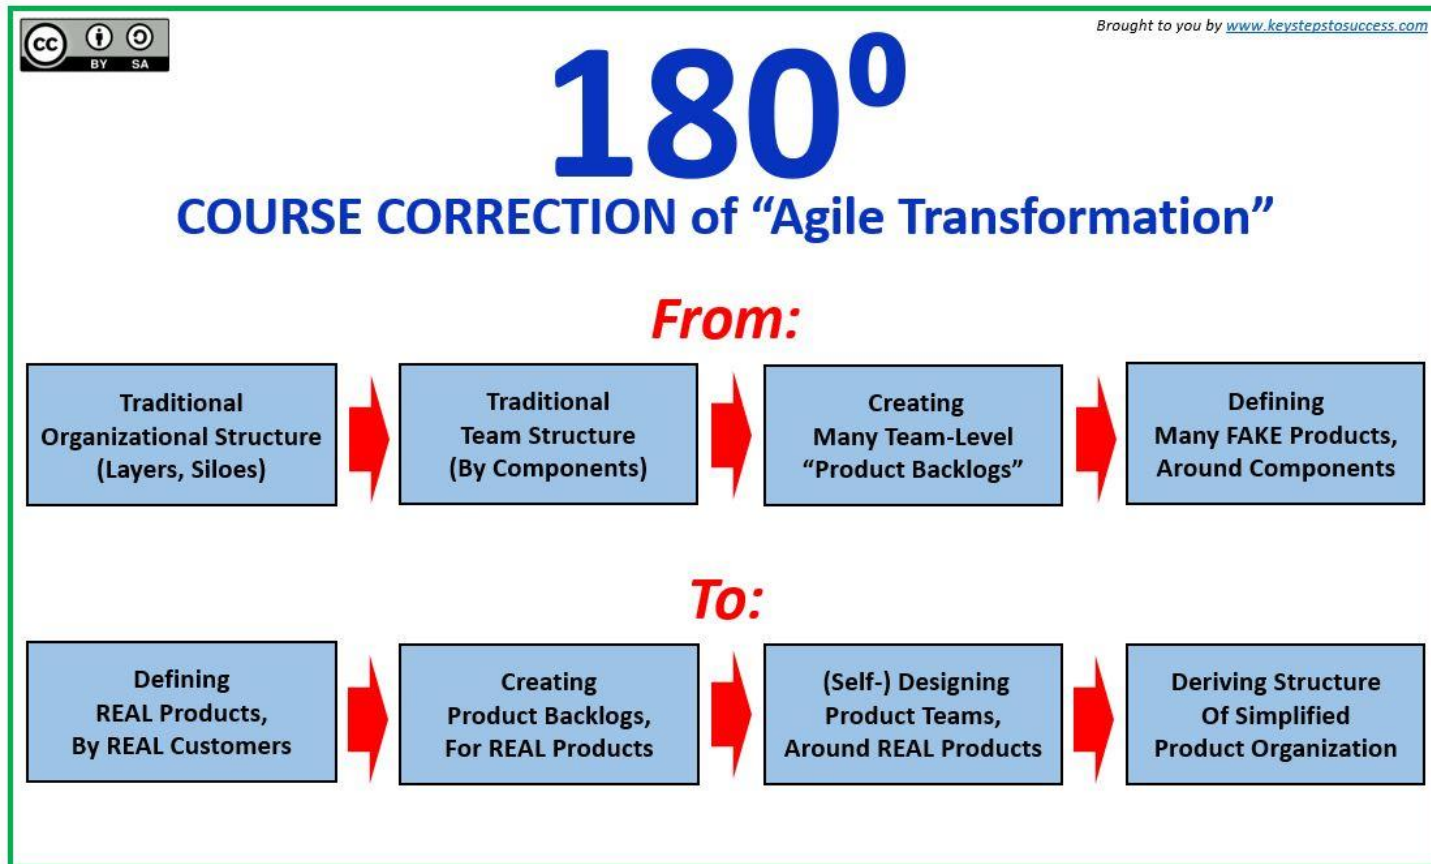 cc
BY SA
Brought to you by www.keystepstosuccess.com
180⁰
COURSE CORRECTION of “Agile Transformation”
From:
Traditional
Organizational Structure
(Layers, Siloes)
Traditional
Team Structure
(By Components)
Creating
Many Team-Level
“Product Backlogs”
Defining
Many FAKE Products,
Around Components
To:
Defining
REAL Products,
By REAL Customers
Creating
Product Backlogs,
For REAL Products
(Self-) Designing
Product Teams,
Around REAL Products
Deriving Structure
Of Simplified
Product Organization